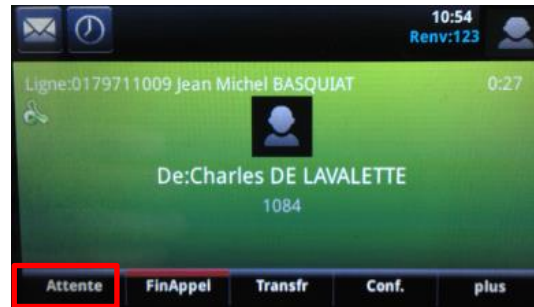 10:54
Renv:123
Ligne:0179711009 Jean Michel BASQUIAT 0:27
De:Charles DE LAVALETTE
1084
Attente FinAppel Transfr Conf. plus